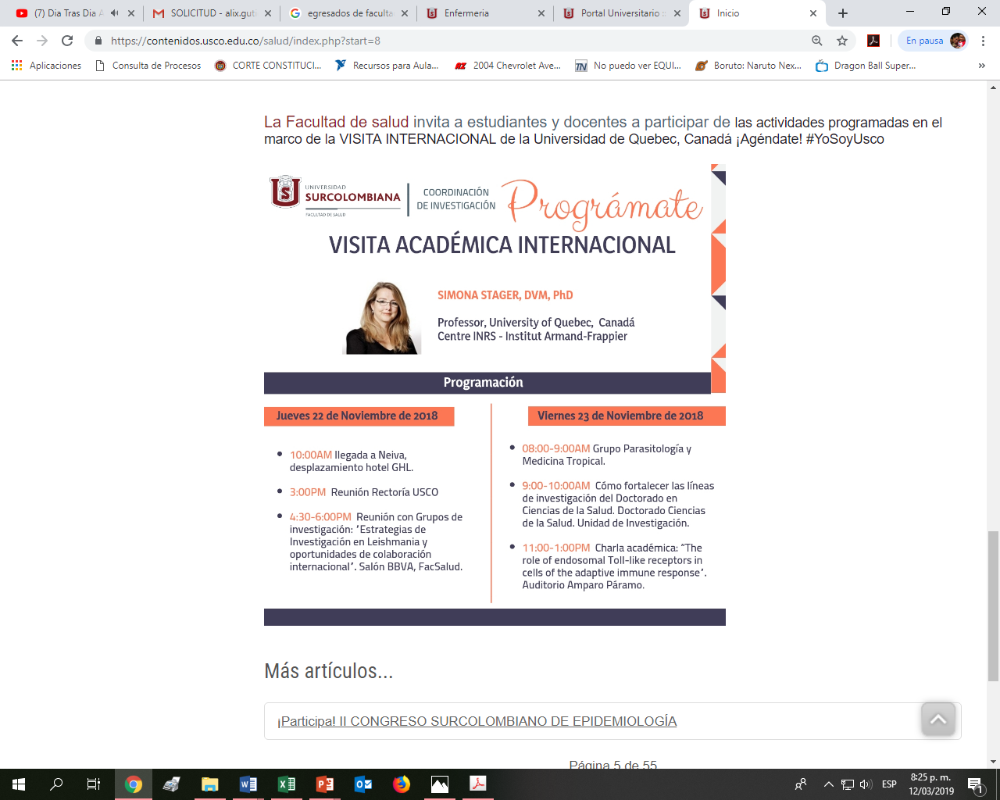 (7) Dia Tras Dia A
SOLICITUD - alix.guti
egresados de faculta
Enfermeria
Portal Universitario
Inicio
https://contenidos.usco.edu.co/salud/index.php?start=8
En pausa
Aplicaciones
Consulta de Procesos
CORTE CONSTITUCI...
Recursos para Aula...
2004 Chevrolet Ave...
No puedo ver EQUI...
Boruto: Naruto Nex...
Dragon Ball Super...
La Facultad de salud invita a estudiantes y docentes a participar de las actividades programadas en el
marco de la VISITA INTERNACIONAL de la Universidad de Quebec, Canadá ¡Agéndate! #YoSoyUsco
UNIVERSIDAD
SURCOLOMBIANA
FACULTAD DE SALUD
COORDINACIÓN
DE INVESTIGACIÓN
Prográmate
VISITA ACADÉMICA INTERNACIONAL
SIMONA STAGER, DVM, PhD
Professor, University of Quebec, Canadá
Centre INRS - Institut Armand-Frappier
Programación
Jueves 22 de Noviembre de 2018
• 10:00AM llegada a Neiva,
desplazamiento hotel GHL.
• 3:00PM Reunión Rectoría USCO
• 4:30-6:00PM Reunión con Grupos de
investigación: "Estrategias de
Investigación en Leishmania y
oportunidades de colaboración
internacional". Salón BBVA, FacSalud.
Viernes 23 de Noviembre de 2018
• 08:00-9:00AM Grupo Parasitología y
Medicina Tropical.
• 9:00-10:00AM Cómo fortalecer las líneas
de investigación del Doctorado en
Ciencias de la Salud. Doctorado Ciencias
de la Salud. Unidad de Investigación.
• 11:00-1:00PM Charla académica: "The
role of endosomal Toll-like receptors in
cells of the adaptive immune response".
Auditorio Amparo Páramo.
Más artículos...
¡Participa! II CONGRESO SURCOLOMBIANO DE EPIDEMIOLOGÍA
Página 5 de 55
ESP
8:25 p. m.
12/03/2019
1